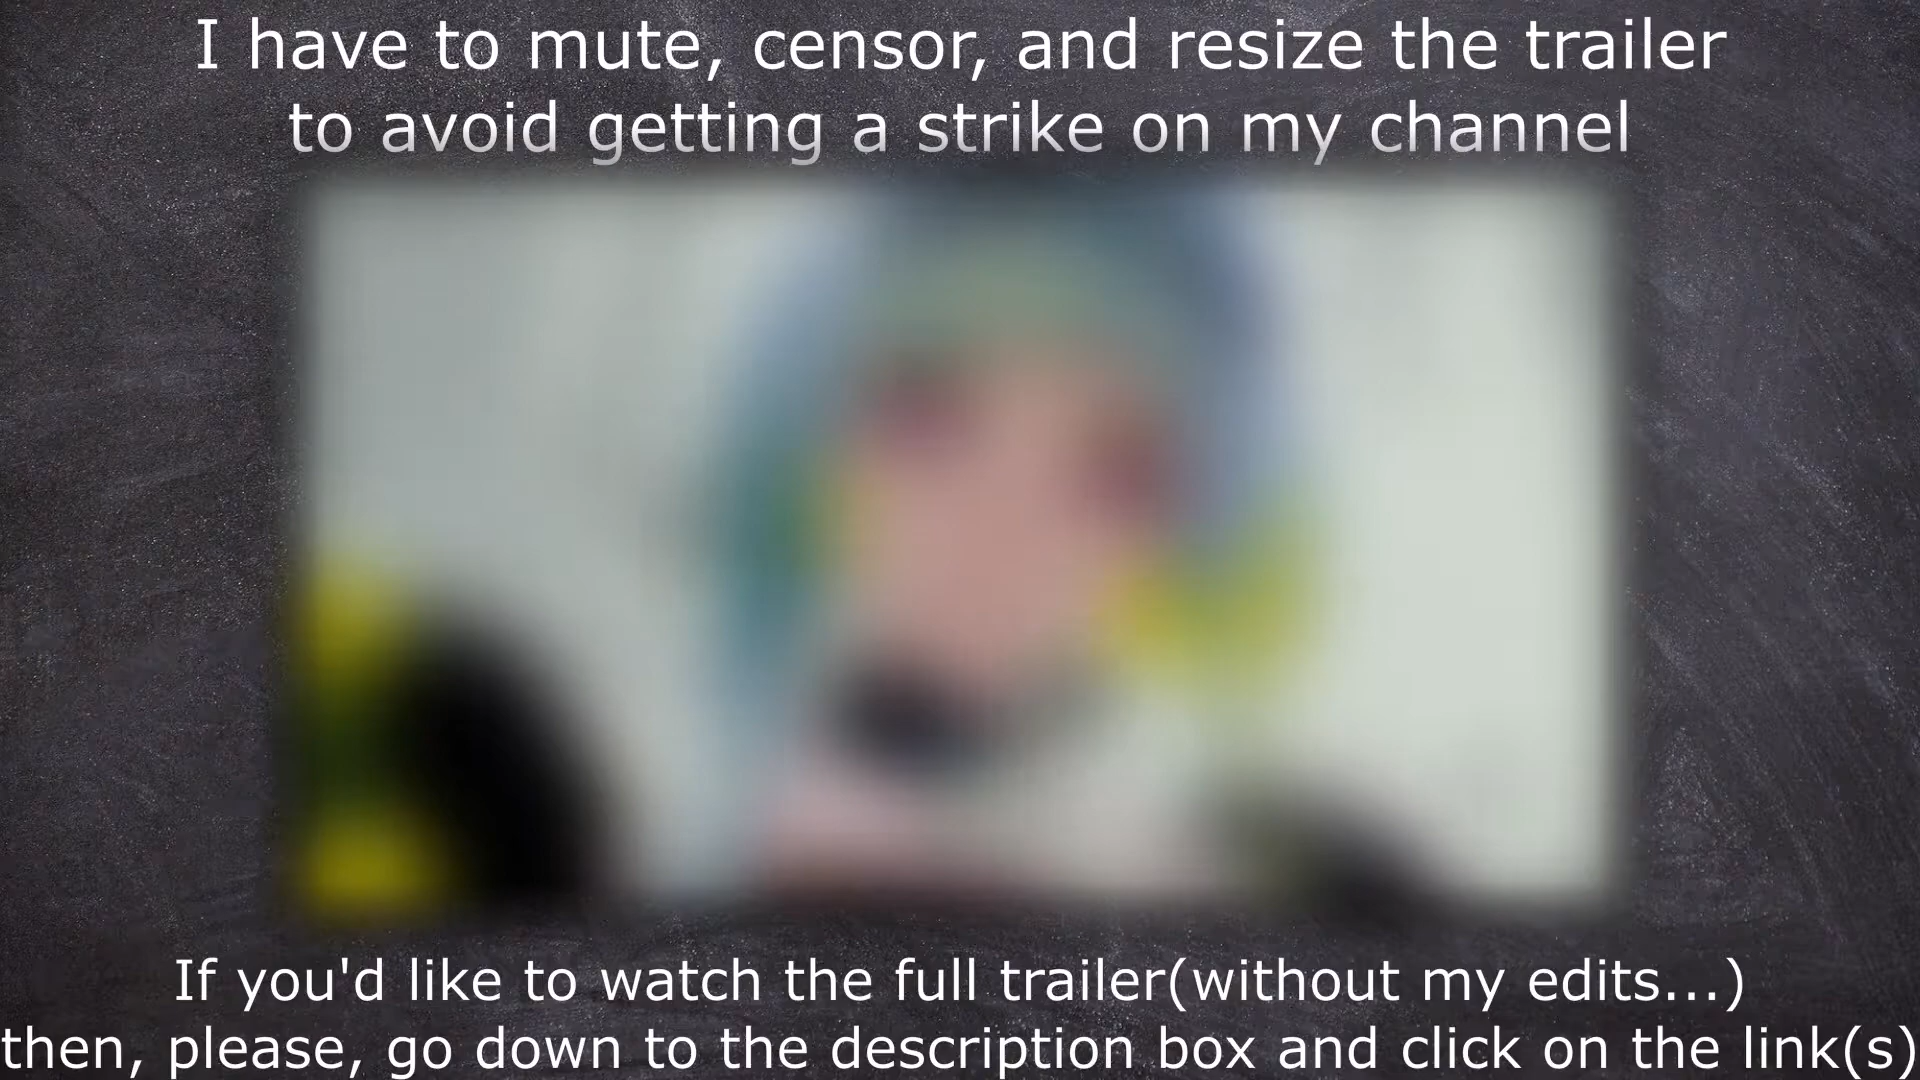 I have to mute, censor, and resize the trailer
to avoid getting a strike on my channel
If you'd like to watch the full trailer(without my edits...)
then, please, go down to the description box and click on the link(s)